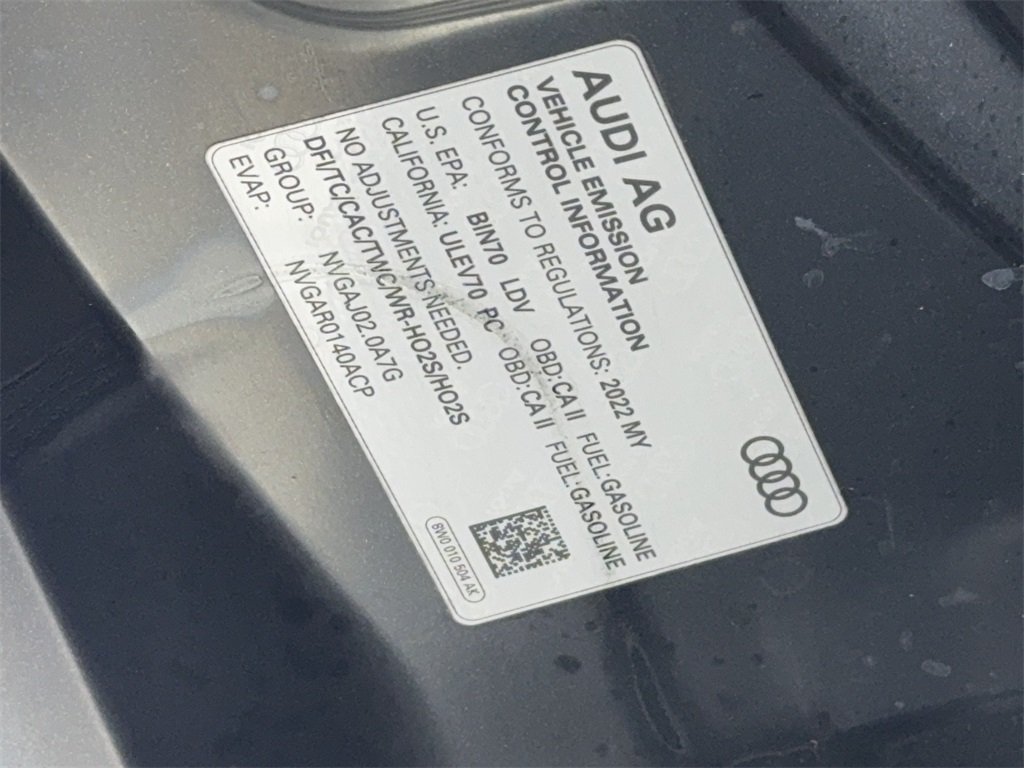 AUDI AG
VEHICLE EMISSION
CONTROL INFORMATION
CONFORMS TO REGULATIONS: 2022 MY
U.S. EPA: BIN70 LDV OBD:CA II FUEL:GASOLINE
CALIFORNIA: ULEV70 PC OBD:CA II FUEL:GASOLINE
NO ADJUSTMENTS NEEDED.
DFI/TC/CAC/TWC/WR-HO2S/HO2S
GROUP: NVGAJ02.0A7G
EVAP: NVGAR0140ACP
8W0 010 504 AK